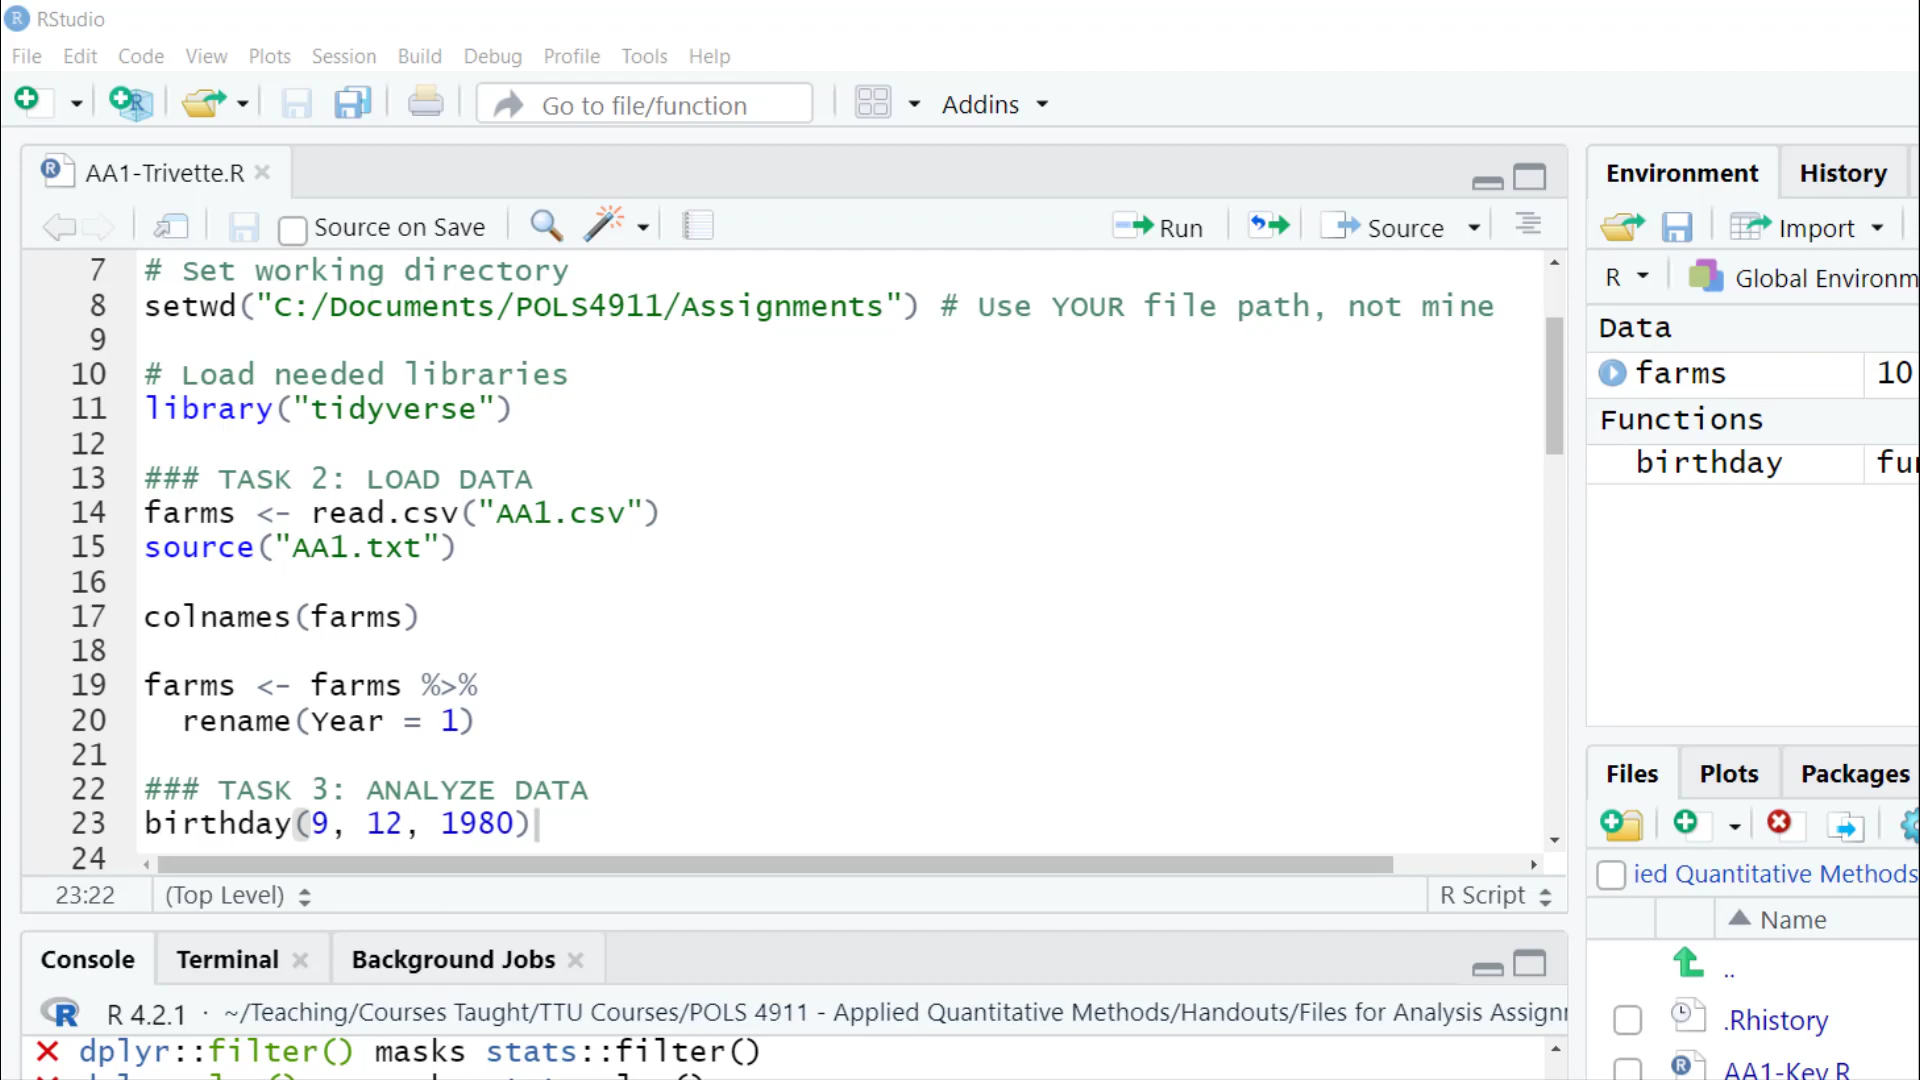 RStudio
File Edit Code View Plots Session Build Debug Profile Tools Help
Go to file/function Addins
AA1-Trivette.R
Source on Save Run Source
7 # Set working directory
8 setwd("C:/Documents/POLS4911/Assignments") # Use YOUR file path, not mine
9
10 # Load needed libraries
11 library("tidyverse")
12
13 ### TASK 2: LOAD DATA
14 farms <- read.csv("AA1.csv")
15 source("AA1.txt")
16
17 colnames(farms)
18
19 farms <- farms %>%
20 rename(Year = 1)
21
22 ### TASK 3: ANALYZE DATA
23 birthday(9, 12, 1980)
24
23:22 (Top Level) R Script
Console Terminal Background Jobs
R 4.2.1 · ~/Teaching/Courses Taught/TTU Courses/POLS 4911 - Applied Quantitative Methods/Handouts/Files for Analysis Assignm
dplyr::filter() masks stats::filter()
Environment History
Import
R Global Environm
Data
farms 10
Functions
birthday fun
Files Plots Packages
ied Quantitative Methods
Name
..
.Rhistory
AA1-Key.R